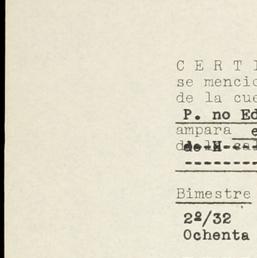 C E R T I
se mencio
de la cue
P. no Ed
ampara e
Bimestre
2º/32
Ochenta